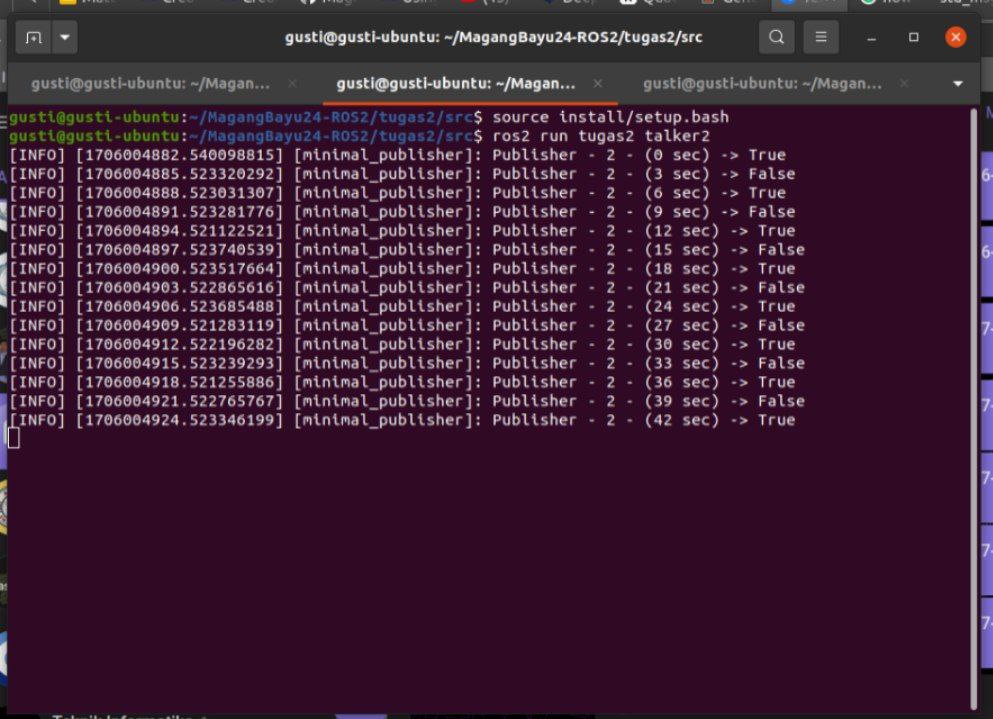 gusti@gusti-ubuntu: ~/MagangBayu24-ROS2/tugas2/src
gusti@gusti-ubuntu: ~/Magan...
gusti@gusti-ubuntu: ~/Magan...
gusti@gusti-ubuntu: ~/Magan...
gusti@gusti-ubuntu:~/MagangBayu24-ROS2/tugas2/src$ source install/setup.bash
gusti@gusti-ubuntu:~/MagangBayu24-ROS2/tugas2/src$ ros2 run tugas2 talker2
[INFO] [1706004882.540098815] [minimal_publisher]: Publisher - 2 - (0 sec) -> True
[INFO] [1706004885.523320292] [minimal_publisher]: Publisher - 2 - (3 sec) -> False
[INFO] [1706004888.523031307] [minimal_publisher]: Publisher - 2 - (6 sec) -> True
[INFO] [1706004891.523281776] [minimal_publisher]: Publisher - 2 - (9 sec) -> False
[INFO] [1706004894.521122521] [minimal_publisher]: Publisher - 2 - (12 sec) -> True
[INFO] [1706004897.523740539] [minimal_publisher]: Publisher - 2 - (15 sec) -> False
[INFO] [1706004900.523517664] [minimal_publisher]: Publisher - 2 - (18 sec) -> True
[INFO] [1706004903.522865616] [minimal_publisher]: Publisher - 2 - (21 sec) -> False
[INFO] [1706004906.523685488] [minimal_publisher]: Publisher - 2 - (24 sec) -> True
[INFO] [1706004909.521283119] [minimal_publisher]: Publisher - 2 - (27 sec) -> False
[INFO] [1706004912.522196282] [minimal_publisher]: Publisher - 2 - (30 sec) -> True
[INFO] [1706004915.523239293] [minimal_publisher]: Publisher - 2 - (33 sec) -> False
[INFO] [1706004918.521255886] [minimal_publisher]: Publisher - 2 - (36 sec) -> True
[INFO] [1706004921.522765767] [minimal_publisher]: Publisher - 2 - (39 sec) -> False
[INFO] [1706004924.523346199] [minimal_publisher]: Publisher - 2 - (42 sec) -> True